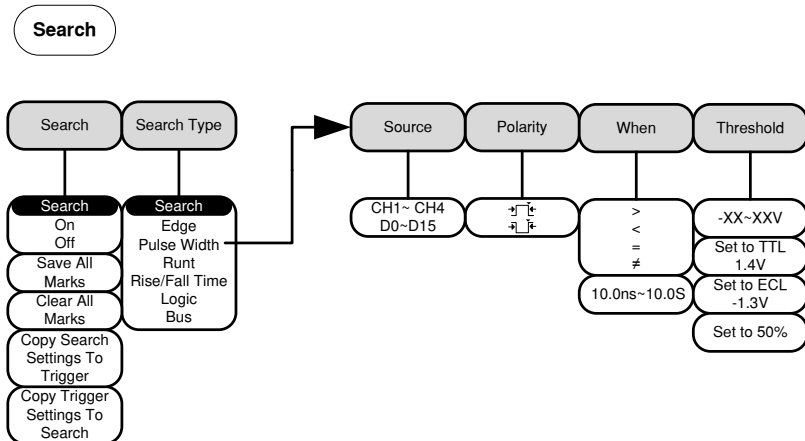 Search
Search
Search Type
Source
Polarity
When
Threshold
Search
On
Off
Save All
Marks
Clear All
Marks
Copy Search
Settings To
Trigger
Copy Trigger
Settings To
Search
Search
Edge
Pulse Width
Runt
Rise/Fall Time
Logic
Bus
CH1~ CH4
D0~D15
>
<
=
≠
10.0ns~10.0S
-XX~XXV
Set to TTL
1.4V
Set to ECL
-1.3V
Set to 50%